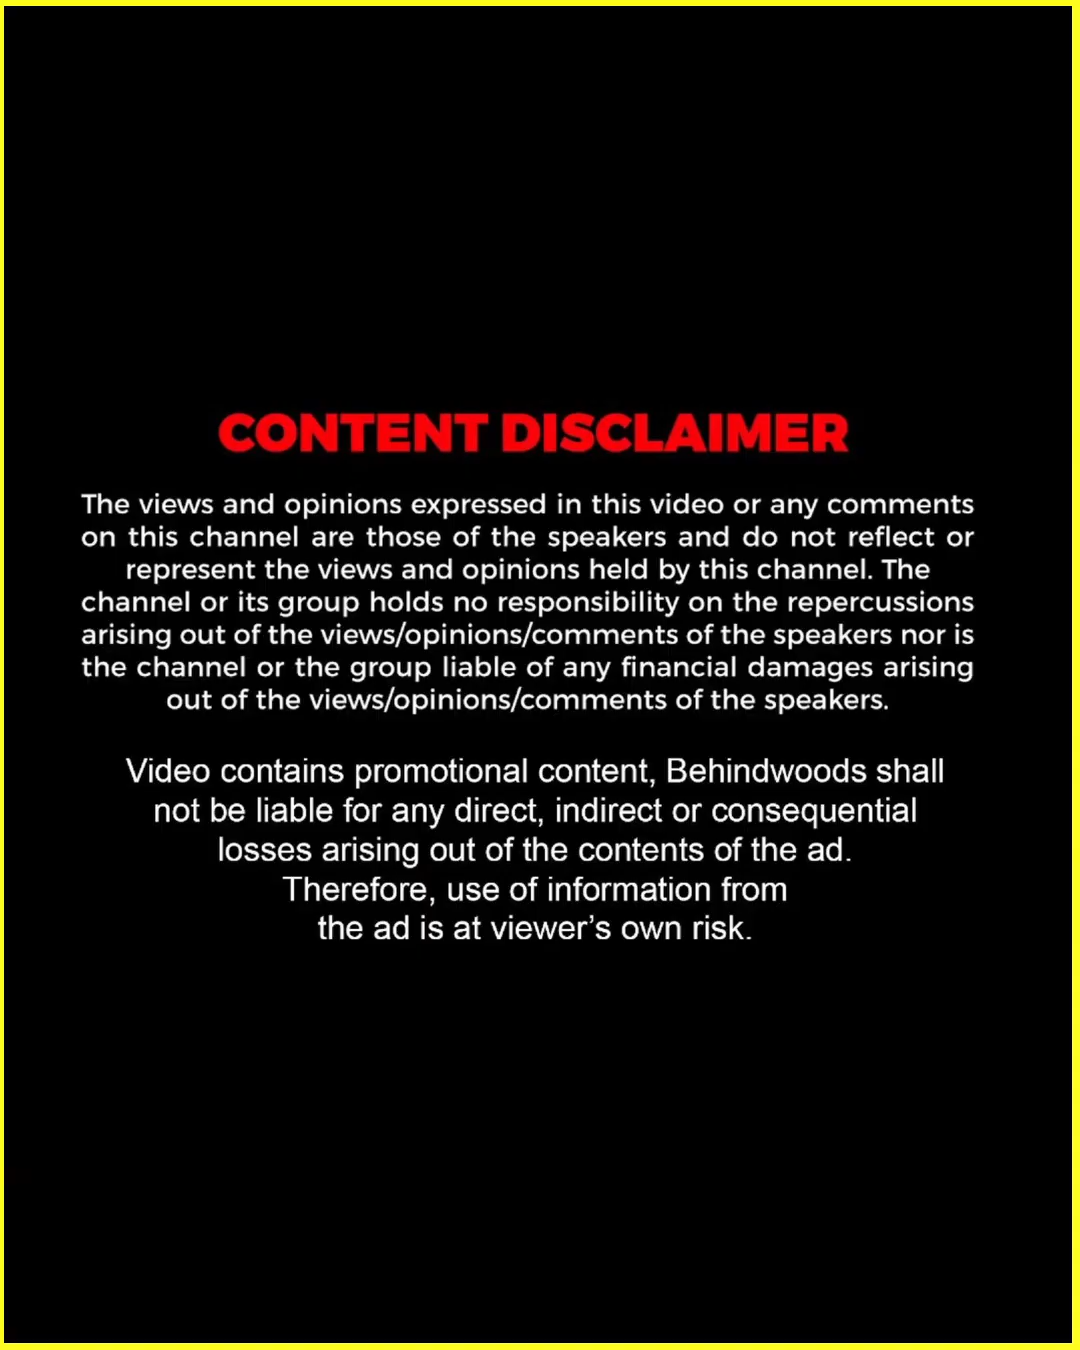 CONTENT DISCLAIMER
The views and opinions expressed in this video or any comments
on this channel are those of the speakers and do not reflect or
represent the views and opinions held by this channel. The
channel or its group holds no responsibility on the repercussions
arising out of the views/opinions/comments of the speakers nor is
the channel or the group liable of any financial damages arising
out of the views/opinions/comments of the speakers.
Video contains promotional content, Behindwoods shall
not be liable for any direct, indirect or consequential
losses arising out of the contents of the ad.
Therefore, use of information from
the ad is at viewer’s own risk.